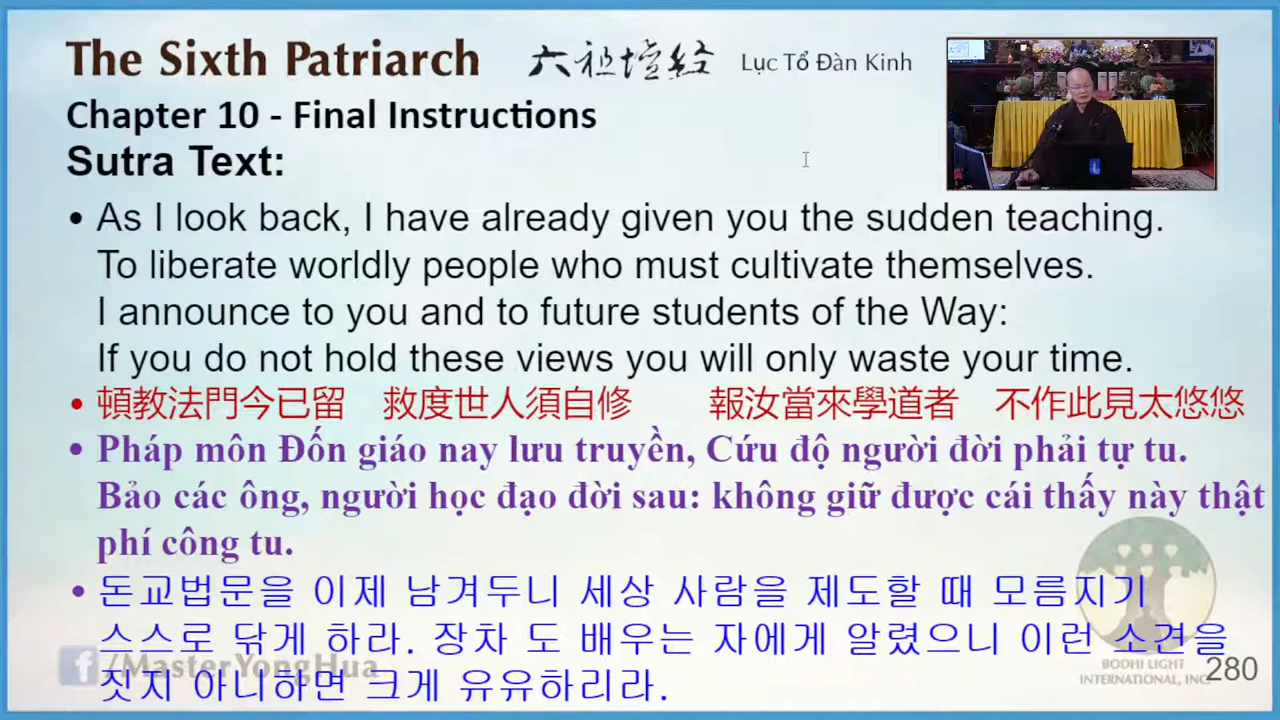 The Sixth Patriarch 六祖壇經 Lục Tổ Đàn Kinh
Chapter 10 - Final Instructions
Sutra Text:
• As I look back, I have already given you the sudden teaching.
To liberate worldly people who must cultivate themselves.
I announce to you and to future students of the Way:
If you do not hold these views you will only waste your time.
• 頓教法門今已留 救度世人須自修 報汝當來學道者 不作此見太悠悠
• Pháp môn Đốn giáo nay lưu truyền, Cứu độ người đời phải tự tu.
Bảo các ông, người học đạo đời sau: không giữ được cái thấy này thật
phí công tu.
• 돈교법문을 이제 남겨두니 세상 사람을 제도할 때 모름지기
스스로 닦게 하라. 장차 도 배우는 자에게 알렸으니 이런 소견을
짓지 아니하면 크게 유유하리라.
f/MasterYongHua
BODHI LIGHT
INTERNATIONAL, INC.
280